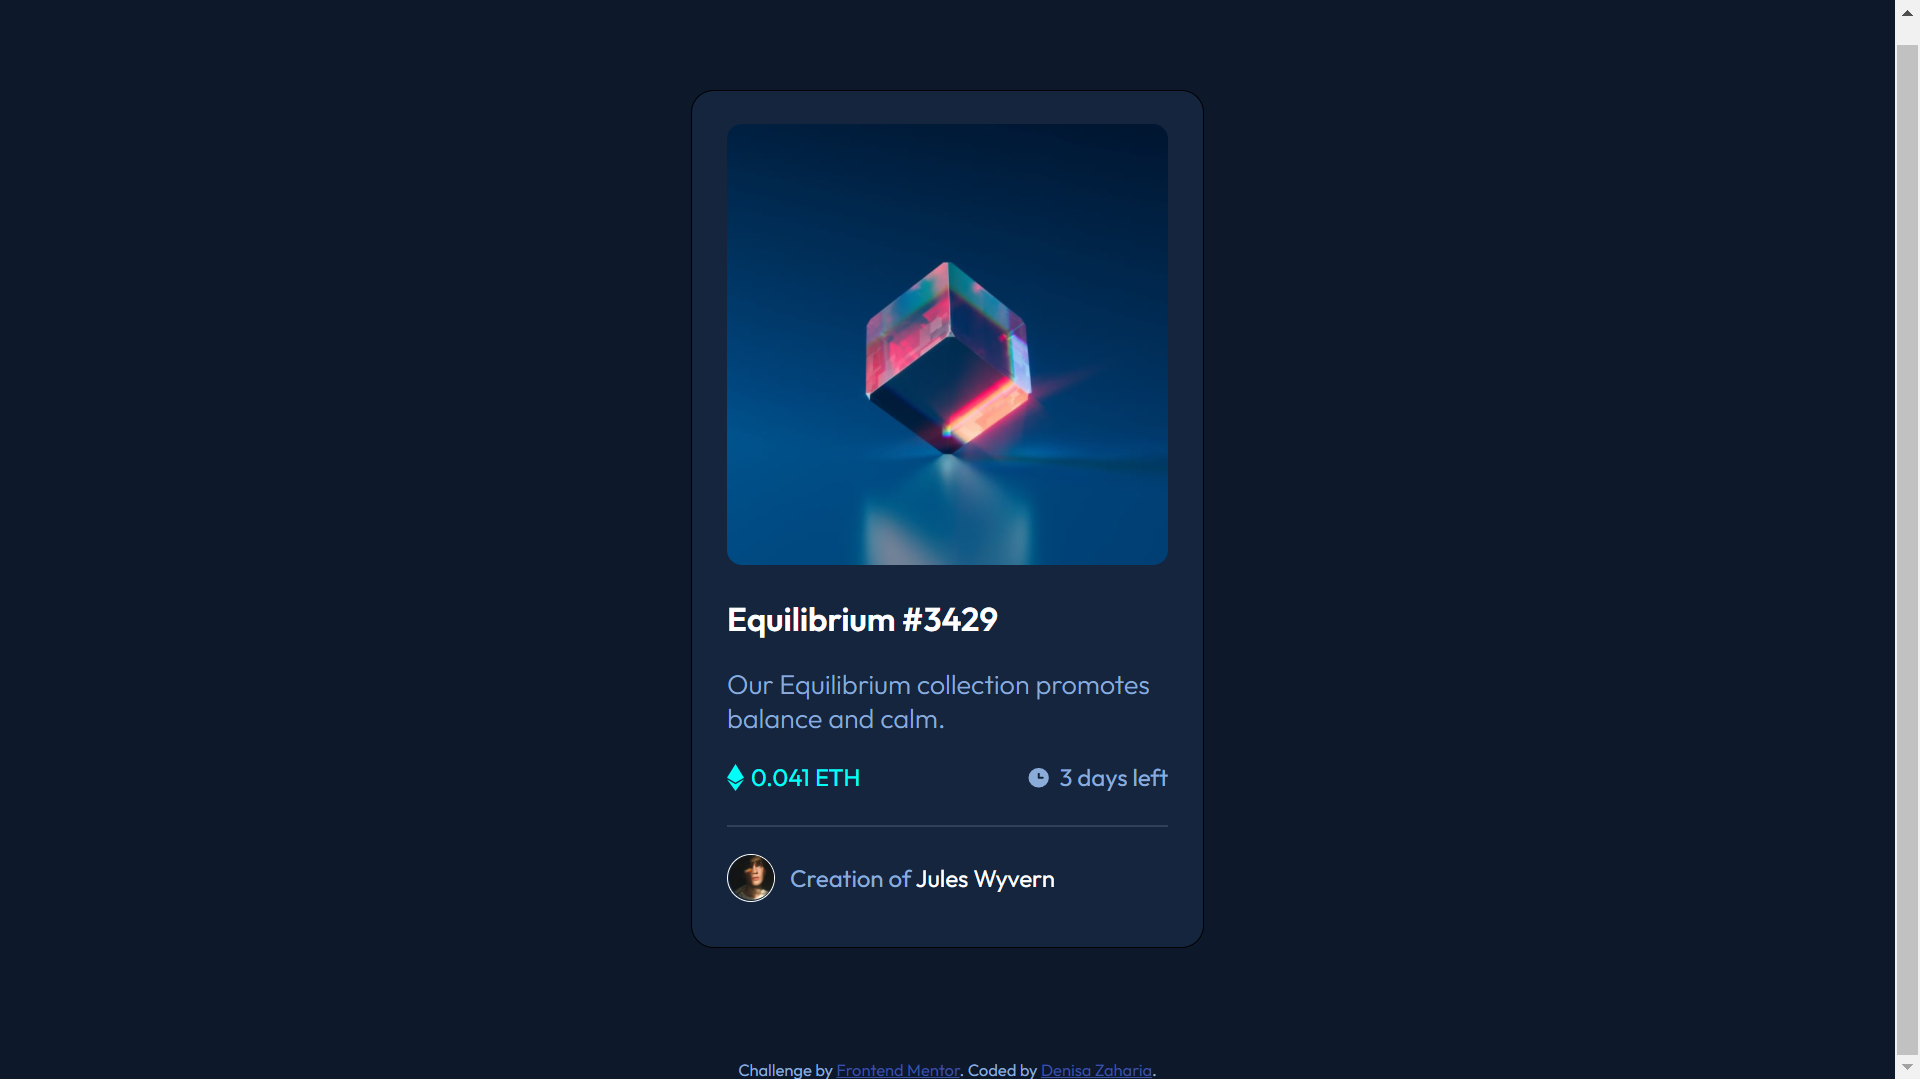 Equilibrium #3429
Our Equilibrium collection promotes
balance and calm.
0.041 ETH
3 days left
Creation of Jules Wyvern
Challenge by Frontend Mentor. Coded by Denisa Zaharia.